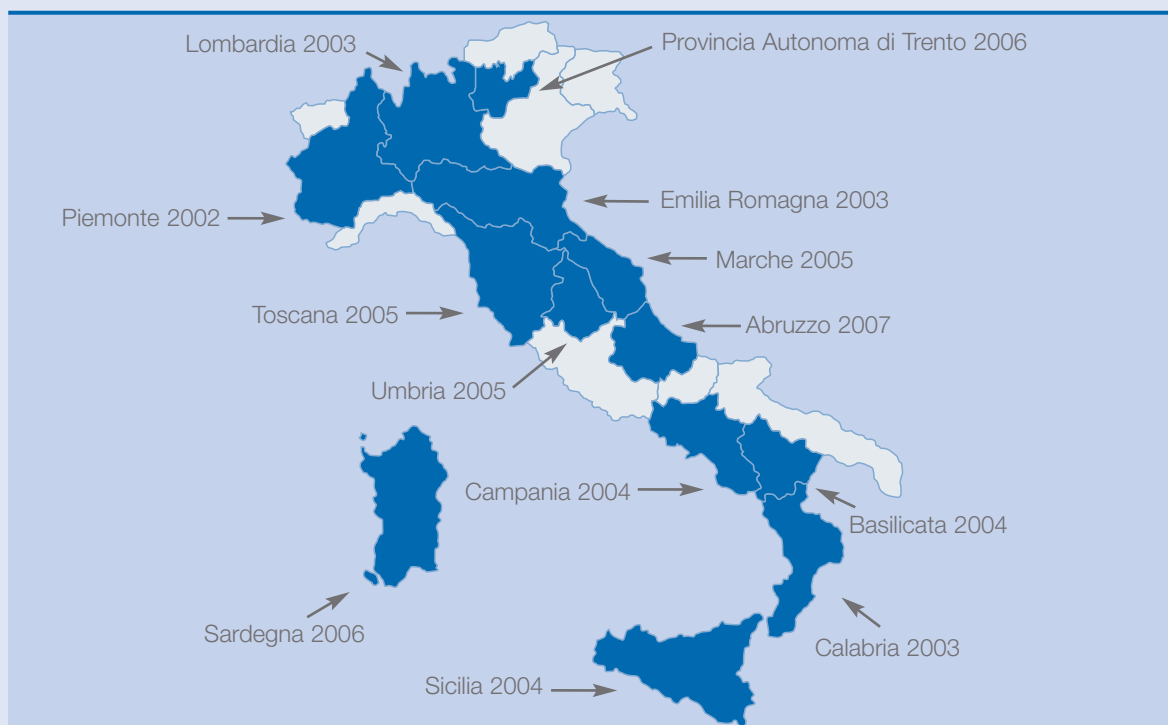 Lombardia 2003
Provincia Autonoma di Trento 2006
Piemonte 2002
Emilia Romagna 2003
Marche 2005
Toscana 2005
Abruzzo 2007
Umbria 2005
Campania 2004
Basilicata 2004
Sardegna 2006
Calabria 2003
Sicilia 2004